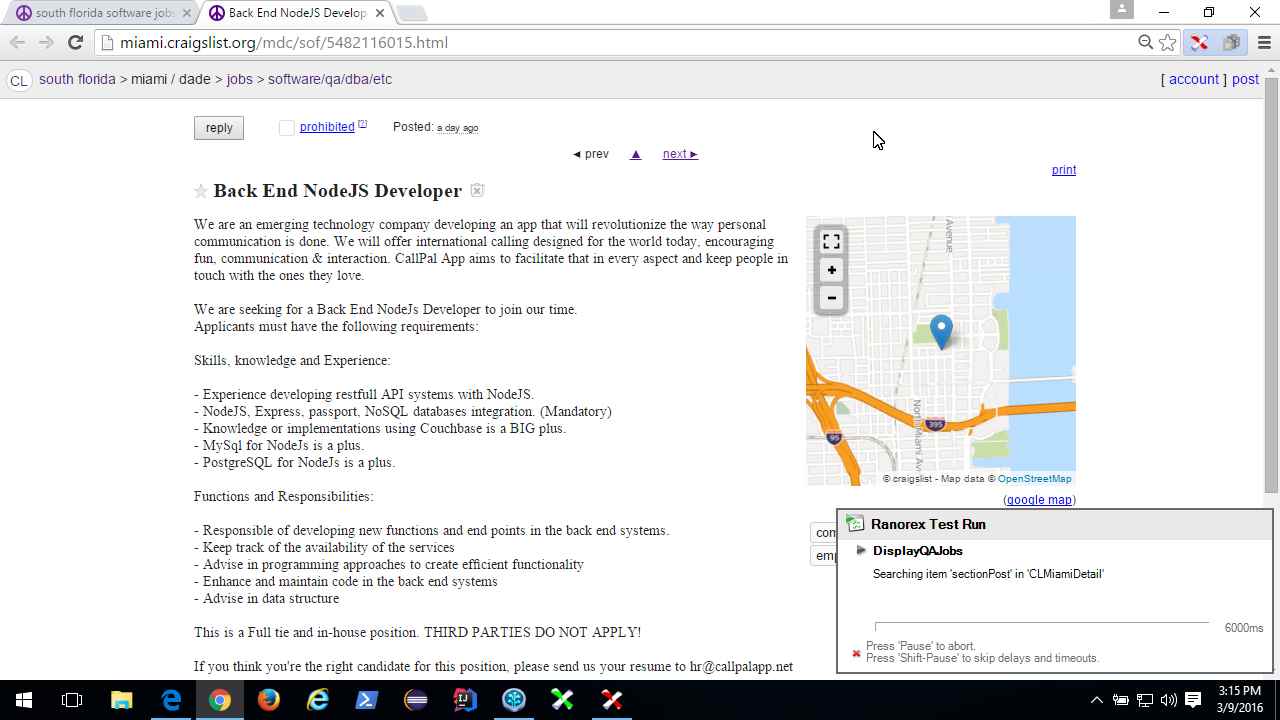 south florida software jobs
Back End NodeJS Develop
miami.craigslist.org/mdc/sof/5482116015.html
CL south florida > miami / dade > jobs > software/qa/dba/etc [ account ] post
reply prohibited [?] Posted: a day ago
◄ prev ▲ next ►
print
Back End NodeJS Developer
We are an emerging technology company developing an app that will revolutionize the way personal
communication is done. We will offer international calling designed for the world today, encouraging
fun, communication & interaction. CallPal App aims to facilitate that in every aspect and keep people in
touch with the ones they love.
We are seeking for a Back End NodeJs Developer to join our time.
Applicants must have the following requirements:
Skills, knowledge and Experience:
- Experience developing restfull API systems with NodeJS.
- NodeJS, Express, passport, NoSQL databases integration. (Mandatory)
- Knowledge or implementations using Couchbase is a BIG plus.
- MySql for NodeJs is a plus.
- PostgreSQL for NodeJs is a plus.
Functions and Responsibilities:
- Responsible of developing new functions and end points in the back end systems.
- Keep track of the availability of the services
- Advise in programming approaches to create efficient functionality
- Enhance and maintain code in the back end systems
- Advise in data structure
This is a Full tie and in-house position. THIRD PARTIES DO NOT APPLY!
If you think you're the right candidate for this position, please send us your resume to hr@callpalapp.net
Avenue
+
−
North Miami Av
395
95
© craigslist - Map data © OpenStreetMap
(google map)
com
emp
Ranorex Test Run
DisplayQAJobs
Searching item 'sectionPost' in 'CLMiamiDetail'
6000ms
Press 'Pause' to abort.
Press 'Shift-Pause' to skip delays and timeouts.
3:15 PM
3/9/2016